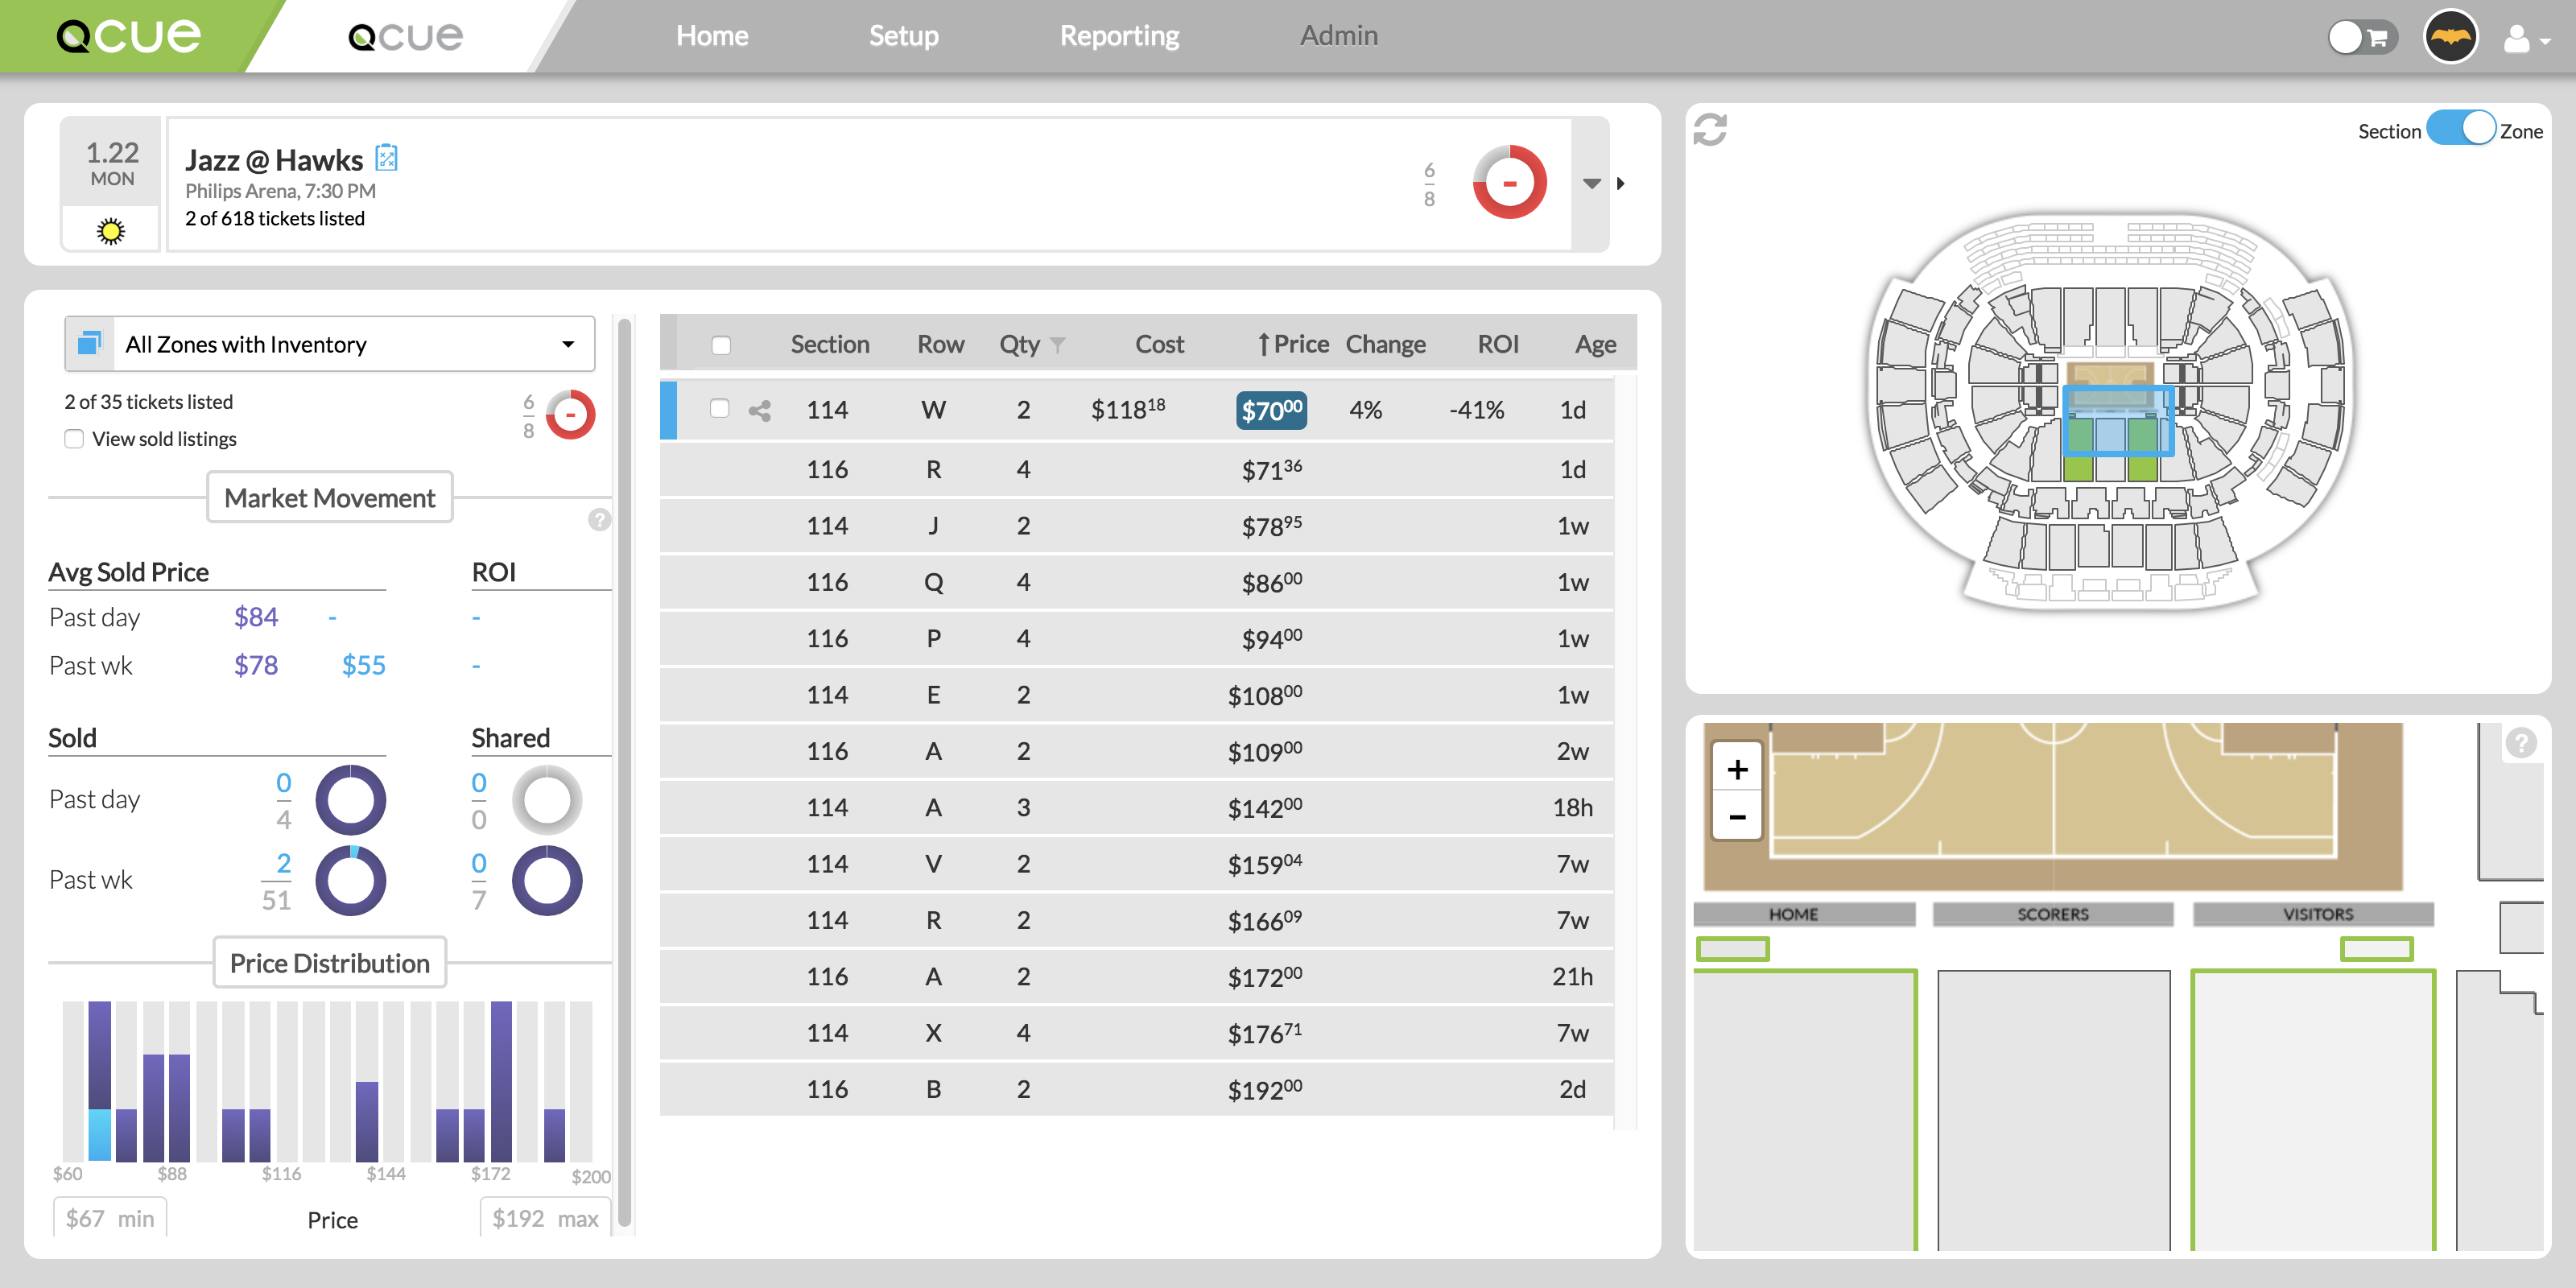 QCUE
QCUE
Home
Setup
Reporting
Admin
1.22
MON
Jazz @ Hawks
Philips Arena, 7:30 PM
2 of 618 tickets listed
6
8
-
Section
Zone
All Zones with Inventory
2 of 35 tickets listed
View sold listings
6
8
-
Market Movement
?
Avg Sold Price ROI
Past day $84 - -
Past wk $78 $55 -
Sold Shared
Past day 0 4 0 0
Past wk 2 51 0 7
Price Distribution
$60 $88 $116 $144 $172 $200
$67 min Price $192 max
Section Row Qty Cost ↑Price Change ROI Age
114 W 2 $118 18 $70 00 4% -41% 1d
116 R 4 $71 36 1d
114 J 2 $78 95 1w
116 Q 4 $86 00 1w
116 P 4 $94 00 1w
114 E 2 $108 00 1w
116 A 2 $109 00 2w
114 A 3 $142 00 18h
114 V 2 $159 04 7w
114 R 2 $166 09 7w
116 A 2 $172 00 21h
114 X 4 $176 71 7w
116 B 2 $192 00 2d
+
-
?
HOME SCORERS VISITORS